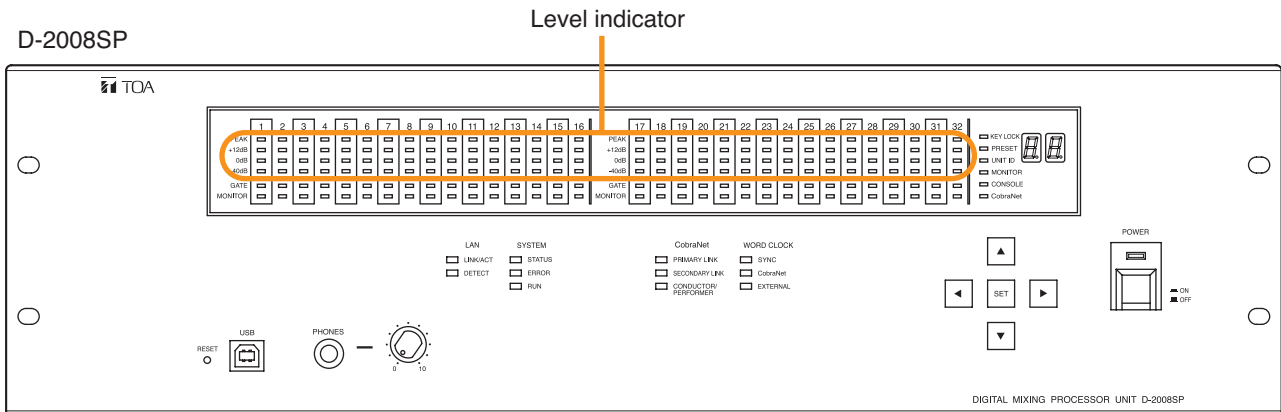 Level indicator
D-2008SP
TOA
1 2 3 4 5 6 7 8 9 10 11 12 13 14 15 16 17 18 19 20 21 22 23 24 25 26 27 28 29 30 31 32
PEAK PEAK KEY LOCK
+12dB +12dB PRESET
0dB 0dB UNIT ID
-40dB -40dB MONITOR
GATE GATE CONSOLE
MONITOR MONITOR CobraNet
8.8.
LAN SYSTEM CobraNet WORD CLOCK
LINK/ACT STATUS PRIMARY LINK SYNC
DETECT ERROR SECONDARY LINK CobraNet
RUN CONDUCTOR/ EXTERNAL
PERFORMER
POWER
SET
ON
OFF
RESET USB PHONES
0 10
DIGITAL MIXING PROCESSOR UNIT D-2008SP